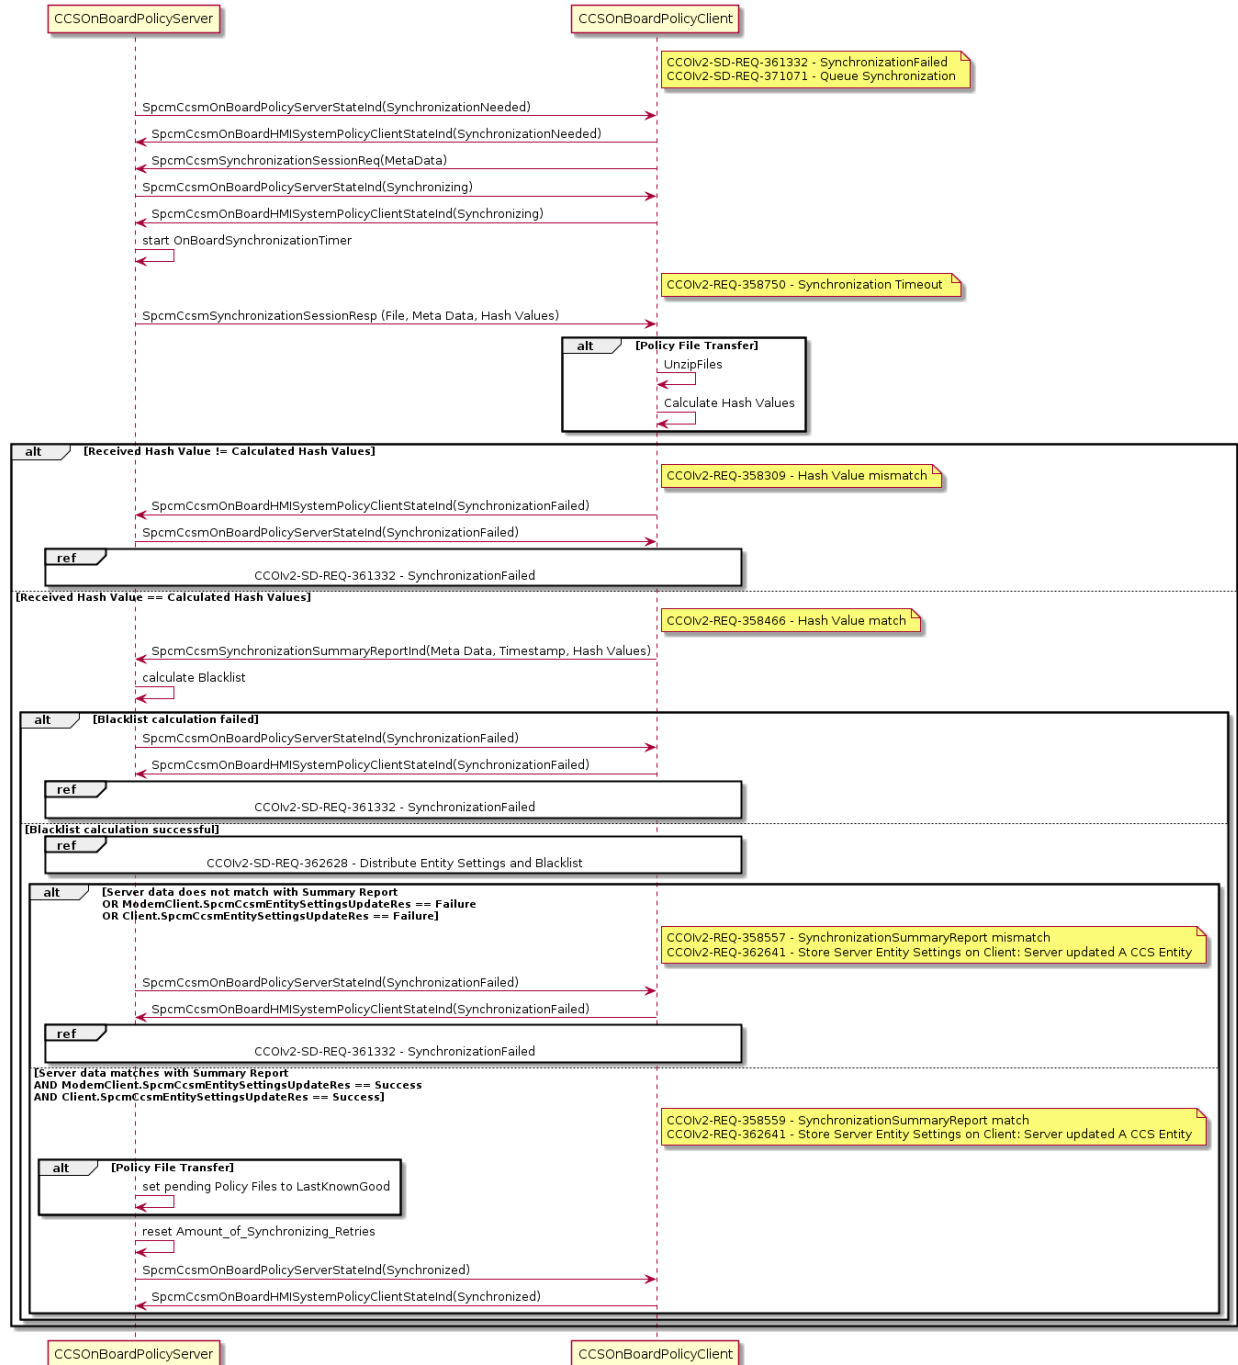 CCSOnBoardPolicyServer
CCSOnBoardPolicyClient
CCOIv2-SD-REQ-361332 - SynchronizationFailed
CCOIv2-SD-REQ-371071 - Queue Synchronization
SpcmCcsmOnBoardPolicyServerStateInd(SynchronizationNeeded)
SpcmCcsmOnBoardHMISystemPolicyClientStateInd(SynchronizationNeeded)
SpcmCcsmSynchronizationSessionReq(MetaData)
SpcmCcsmOnBoardPolicyServerStateInd(Synchronizing)
SpcmCcsmOnBoardHMISystemPolicyClientStateInd(Synchronizing)
start OnBoardSynchronizationTimer
CCOIv2-REQ-358750 - Synchronization Timeout
SpcmCcsmSynchronizationSessionResp (File, Meta Data, Hash Values)
alt
[Policy File Transfer]
UnzipFiles
Calculate Hash Values
alt
[Received Hash Value != Calculated Hash Values]
CCOIv2-REQ-358309 - Hash Value mismatch
SpcmCcsmOnBoardHMISystemPolicyClientStateInd(SynchronizationFailed)
SpcmCcsmOnBoardPolicyServerStateInd(SynchronizationFailed)
ref
CCOIv2-SD-REQ-361332 - SynchronizationFailed
[Received Hash Value == Calculated Hash Values]
CCOIv2-REQ-358466 - Hash Value match
SpcmCcsmSynchronizationSummaryReportInd(Meta Data, Timestamp, Hash Values)
calculate Blacklist
alt
[Blacklist calculation failed]
SpcmCcsmOnBoardPolicyServerStateInd(SynchronizationFailed)
SpcmCcsmOnBoardHMISystemPolicyClientStateInd(SynchronizationFailed)
ref
CCOIv2-SD-REQ-361332 - SynchronizationFailed
[Blacklist calculation successful]
ref
CCOIv2-SD-REQ-362628 - Distribute Entity Settings and Blacklist
alt
[Server data does not match with Summary Report
OR ModemClient.SpcmCcsmEntitySettingsUpdateRes == Failure
OR Client.SpcmCcsmEntitySettingsUpdateRes == Failure]
CCOIv2-REQ-358557 - SynchronizationSummaryReport mismatch
CCOIv2-REQ-362641 - Store Server Entity Settings on Client: Server updated A CCS Entity
SpcmCcsmOnBoardPolicyServerStateInd(SynchronizationFailed)
SpcmCcsmOnBoardHMISystemPolicyClientStateInd(SynchronizationFailed)
ref
CCOIv2-SD-REQ-361332 - SynchronizationFailed
[Server data matches with Summary Report
AND ModemClient.SpcmCcsmEntitySettingsUpdateRes == Success
AND Client.SpcmCcsmEntitySettingsUpdateRes == Success]
CCOIv2-REQ-358559 - SynchronizationSummaryReport match
CCOIv2-REQ-362641 - Store Server Entity Settings on Client: Server updated A CCS Entity
alt
[Policy File Transfer]
set pending Policy Files to LastKnownGood
reset Amount_of_Synchronizing_Retries
SpcmCcsmOnBoardPolicyServerStateInd(Synchronized)
SpcmCcsmOnBoardHMISystemPolicyClientStateInd(Synchronized)
CCSOnBoardPolicyServer
CCSOnBoardPolicyClient